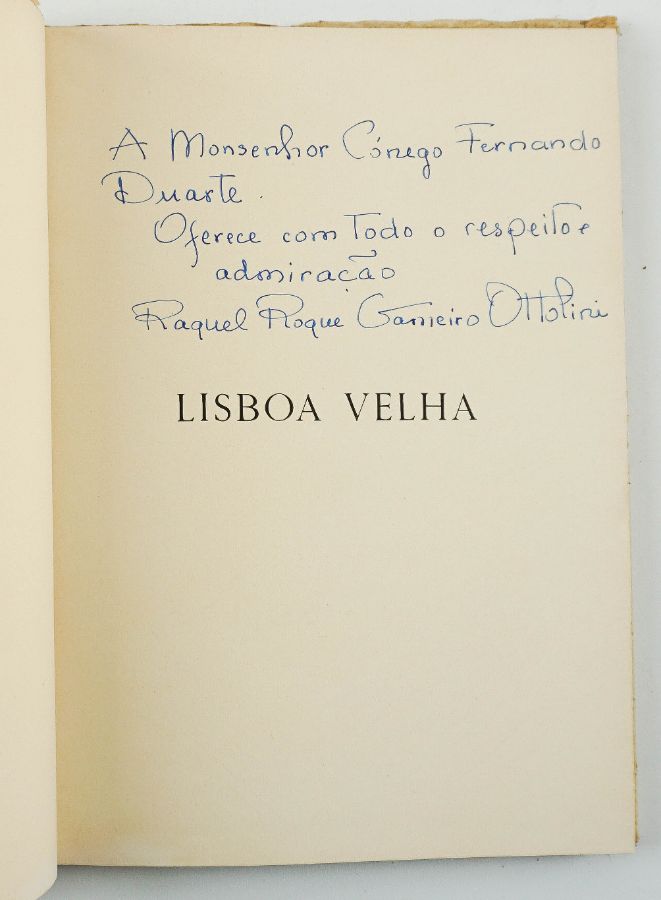 A Monsenhor Cónego Fernando
Duarte.
Oferece com Todo o respeito e
admiração
Raquel Roque Gameiro Ottolini
LISBOA VELHA